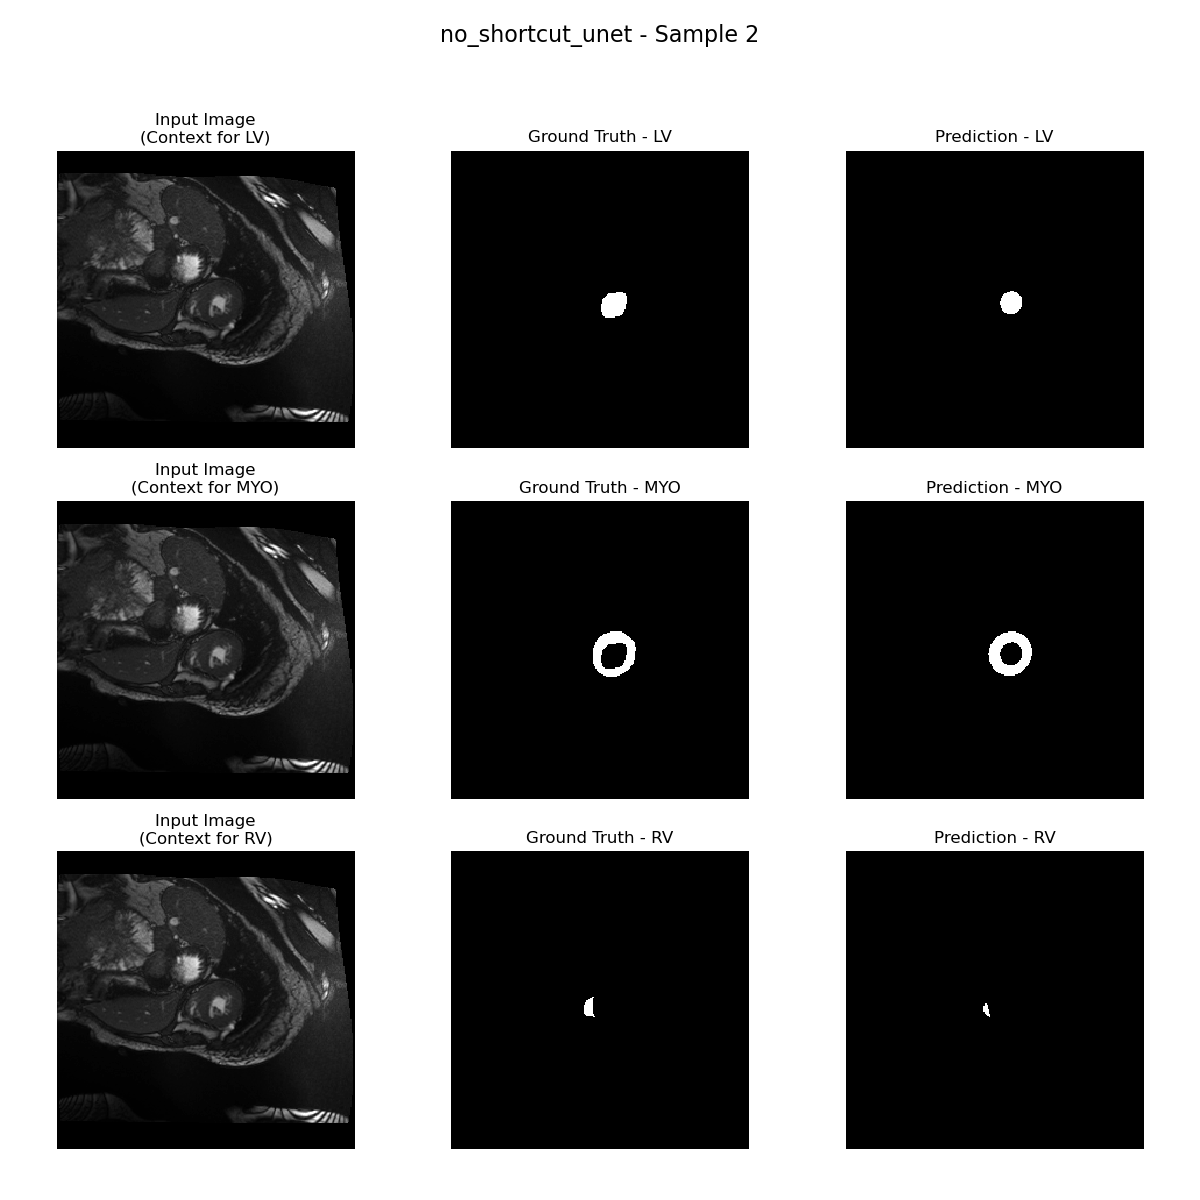 no_shortcut_unet - Sample 2
Input Image
(Context for LV)
Ground Truth - LV
Prediction - LV
Input Image
(Context for MYO)
Ground Truth - MYO
Prediction - MYO
Input Image
(Context for RV)
Ground Truth - RV
Prediction - RV